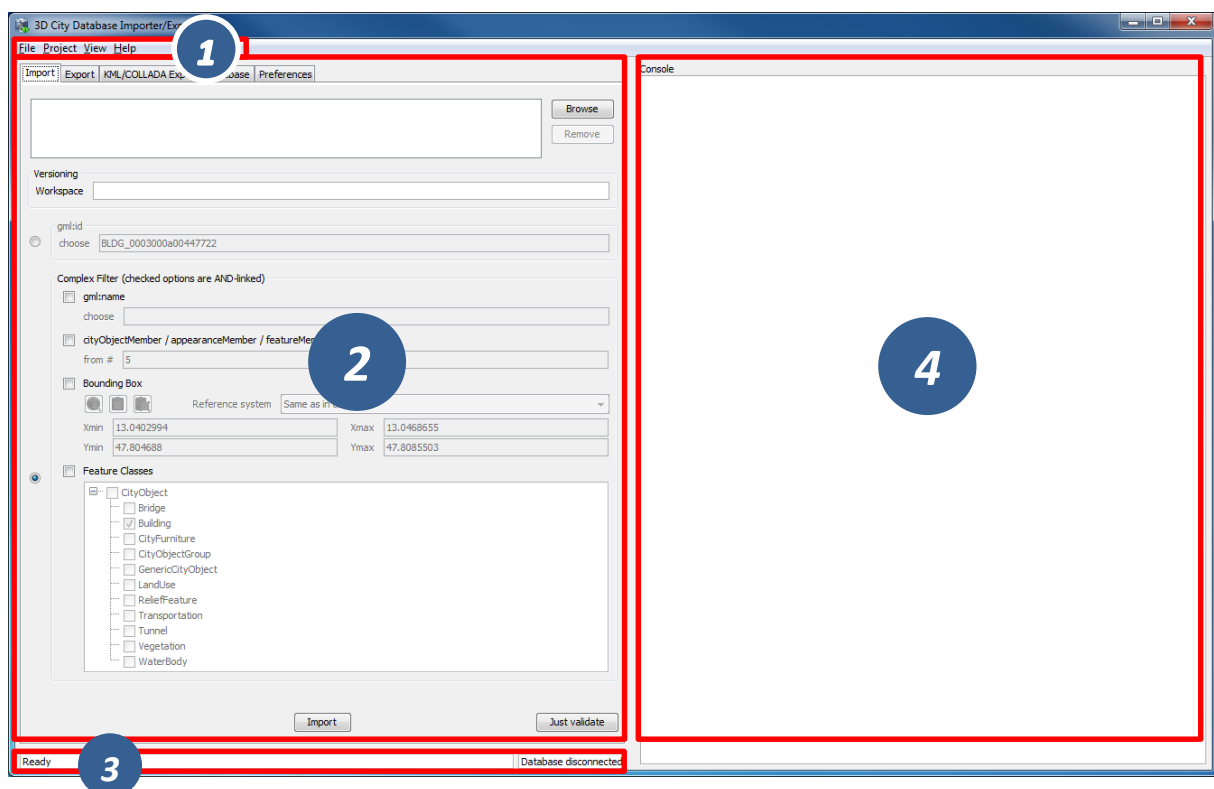 3D City Database Importer/Ex
File Project View Help
1
Import Export KML/COLLADA Exp base Preferences
Console
Browse
Remove
Versioning
Workspace
gml:id
choose BLDG_0003000a00447722
Complex Filter (checked options are AND-linked)
gml:name
choose
cityObjectMember / appearanceMember / featureMe
from # 5
2
4
Bounding Box
Reference system Same as in
Xmin 13.0402994 Xmax 13.0468655
Ymin 47.804688 Ymax 47.8085503
Feature Classes
CityObject
Bridge
Building
CityFurniture
CityObjectGroup
GenericCityObject
LandUse
ReliefFeature
Transportation
Tunnel
Vegetation
WaterBody
Import Just validate
Ready Database disconnected
3